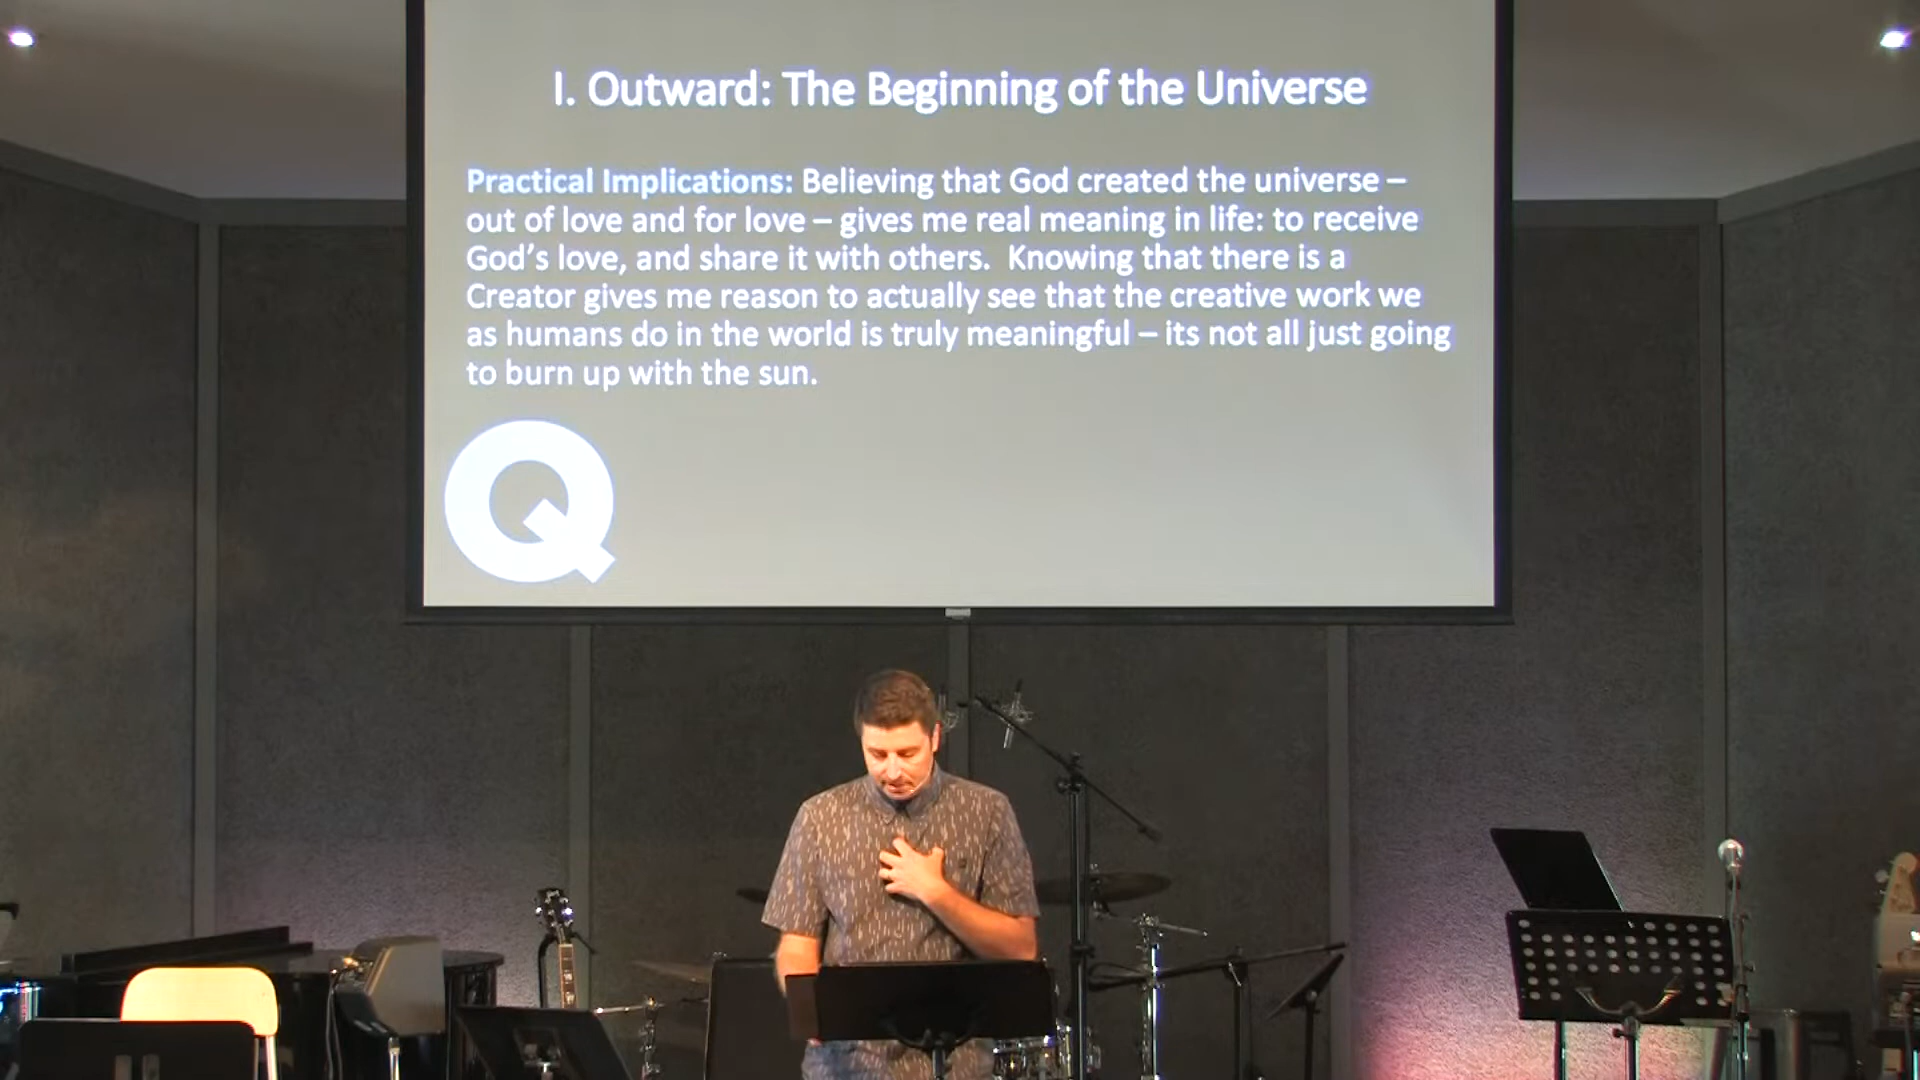 I. Outward: The Beginning of the Universe
Practical Implications: Believing that God created the universe –
out of love and for love – gives me real meaning in life: to receive
God’s love, and share it with others.  Knowing that there is a
Creator gives me reason to actually see that the creative work we
as humans do in the world is truly meaningful – its not all just going
to burn up with the sun.
Q